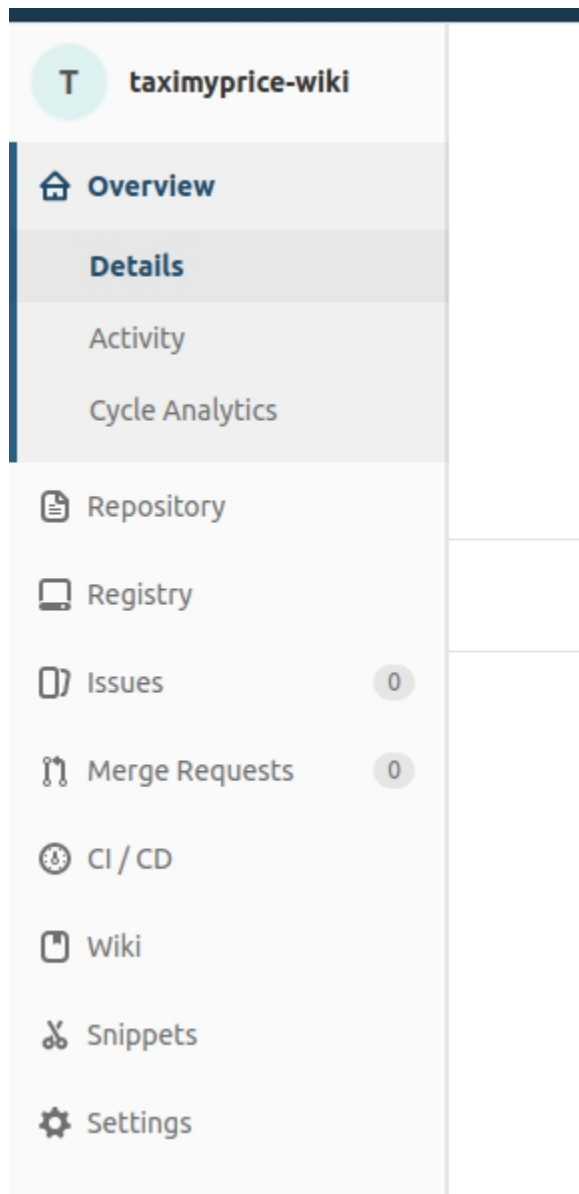 T taximyprice-wiki
Overview
Details
Activity
Cycle Analytics
Repository
Registry
Issues 0
Merge Requests 0
CI / CD
Wiki
Snippets
Settings